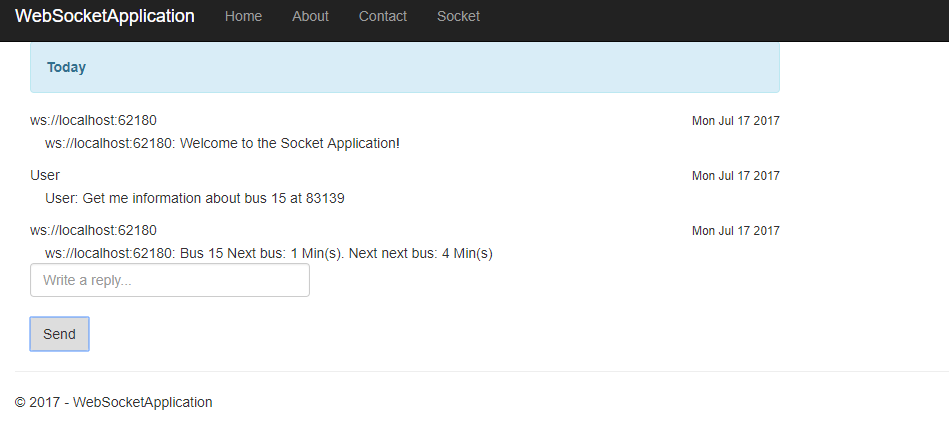 WebSocketApplication Home About Contact Socket
Today
ws://localhost:62180 Mon Jul 17 2017
ws://localhost:62180: Welcome to the Socket Application!
User Mon Jul 17 2017
User: Get me information about bus 15 at 83139
ws://localhost:62180 Mon Jul 17 2017
ws://localhost:62180: Bus 15 Next bus: 1 Min(s). Next next bus: 4 Min(s)
Write a reply...
Send
© 2017 - WebSocketApplication